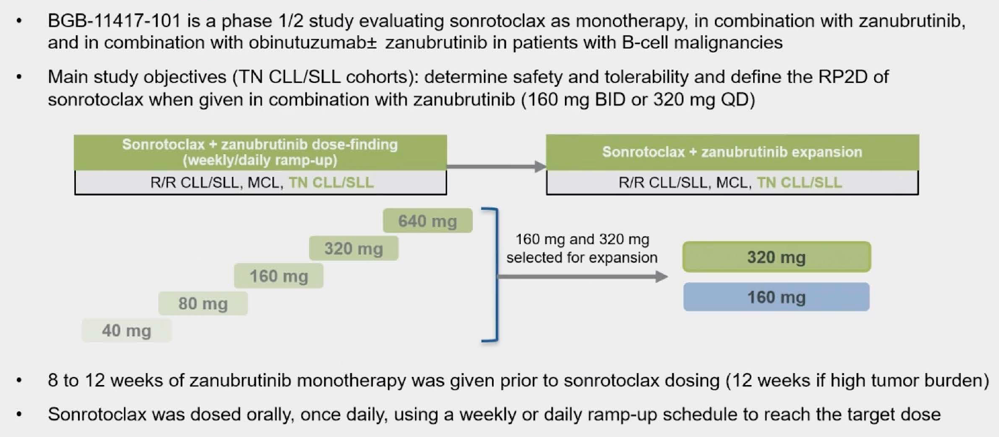 • BGB-11417-101 is a phase 1/2 study evaluating sonrotoclax as monotherapy, in combination with zanubrutinib,
and in combination with obinutuzumab± zanubrutinib in patients with B-cell malignancies
• Main study objectives (TN CLL/SLL cohorts): determine safety and tolerability and define the RP2D of
sonrotoclax when given in combination with zanubrutinib (160 mg BID or 320 mg QD)
Sonrotoclax + zanubrutinib dose-finding
(weekly/daily ramp-up)
R/R CLL/SLL, MCL, TN CLL/SLL
Sonrotoclax + zanubrutinib expansion
R/R CLL/SLL, MCL, TN CLL/SLL
640 mg
320 mg
160 mg
80 mg
40 mg
160 mg and 320 mg
selected for expansion
320 mg
160 mg
• 8 to 12 weeks of zanubrutinib monotherapy was given prior to sonrotoclax dosing (12 weeks if high tumor burden)
• Sonrotoclax was dosed orally, once daily, using a weekly or daily ramp-up schedule to reach the target dose